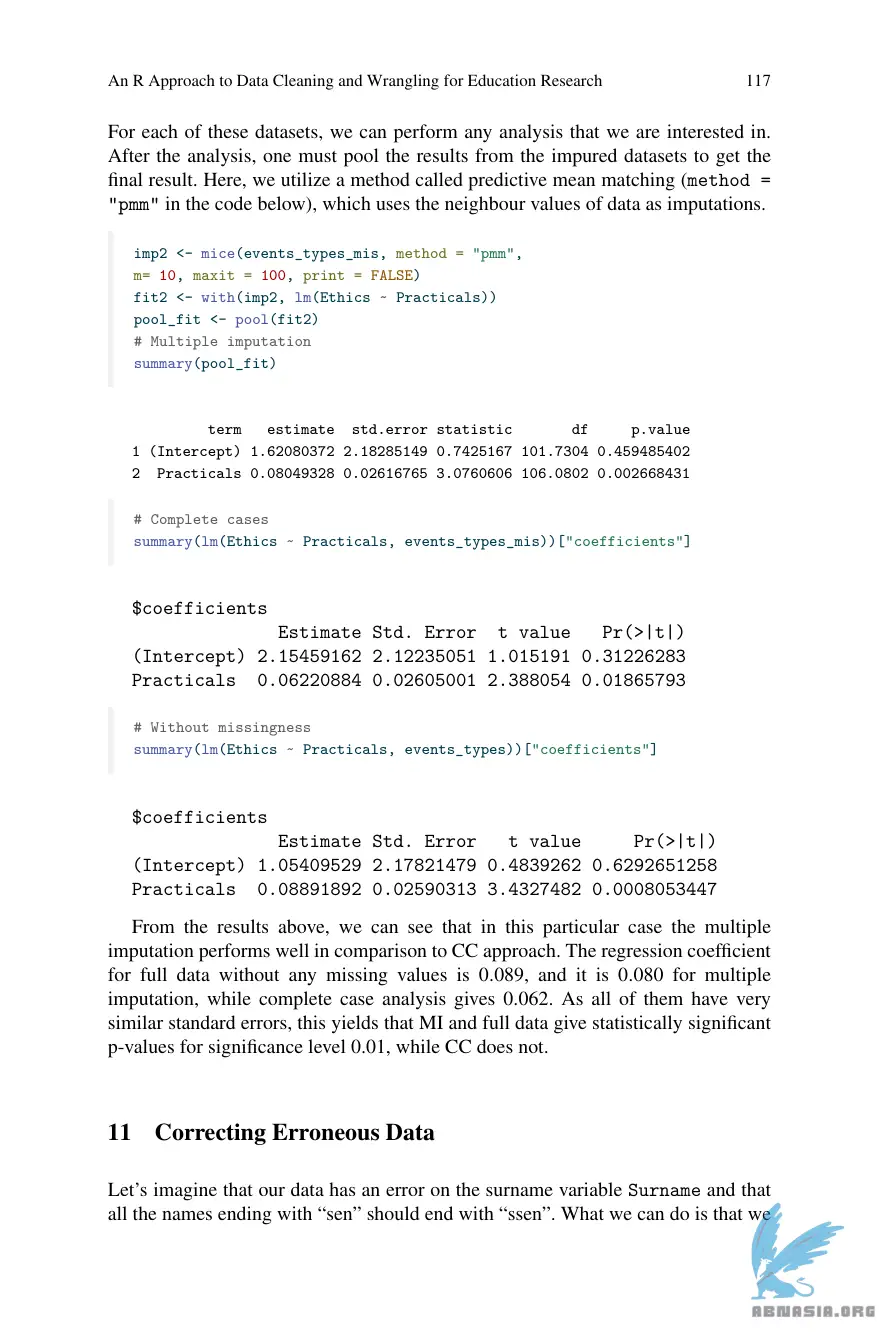 An R Approach to Data Cleaning and Wrangling for Education Research 117
For each of these datasets, we can perform any analysis that we are interested in.
After the analysis, one must pool the results from the impured datasets to get the
final result. Here, we utilize a method called predictive mean matching (method =
"pmm" in the code below), which uses the neighbour values of data as imputations.
imp2 <- mice(events_types_mis, method = "pmm",
m= 10, maxit = 100, print = FALSE)
fit2 <- with(imp2, lm(Ethics ~ Practicals))
pool_fit <- pool(fit2)
# Multiple imputation
summary(pool_fit)
term estimate std.error statistic df p.value
1 (Intercept) 1.62080372 2.18285149 0.7425167 101.7304 0.459485402
2 Practicals 0.08049328 0.02616765 3.0760606 106.0802 0.002668431
# Complete cases
summary(lm(Ethics ~ Practicals, events_types_mis))["coefficients"]
$coefficients
Estimate Std. Error t value Pr(>|t|)
(Intercept) 2.15459162 2.12235051 1.015191 0.31226283
Practicals 0.06220884 0.02605001 2.388054 0.01865793
# Without missingness
summary(lm(Ethics ~ Practicals, events_types))["coefficients"]
$coefficients
Estimate Std. Error t value Pr(>|t|)
(Intercept) 1.05409529 2.17821479 0.4839262 0.6292651258
Practicals 0.08891892 0.02590313 3.4327482 0.0008053447
From the results above, we can see that in this particular case the multiple
imputation performs well in comparison to CC approach. The regression coefficient
for full data without any missing values is 0.089, and it is 0.080 for multiple
imputation, while complete case analysis gives 0.062. As all of them have very
similar standard errors, this yields that MI and full data give statistically significant
p-values for significance level 0.01, while CC does not.
11 Correcting Erroneous Data
Let's imagine that our data has an error on the surname variable Surname and that
all the names ending with “sen” should end with “ssen”. What we can do is that we
ABNASIA.ORG